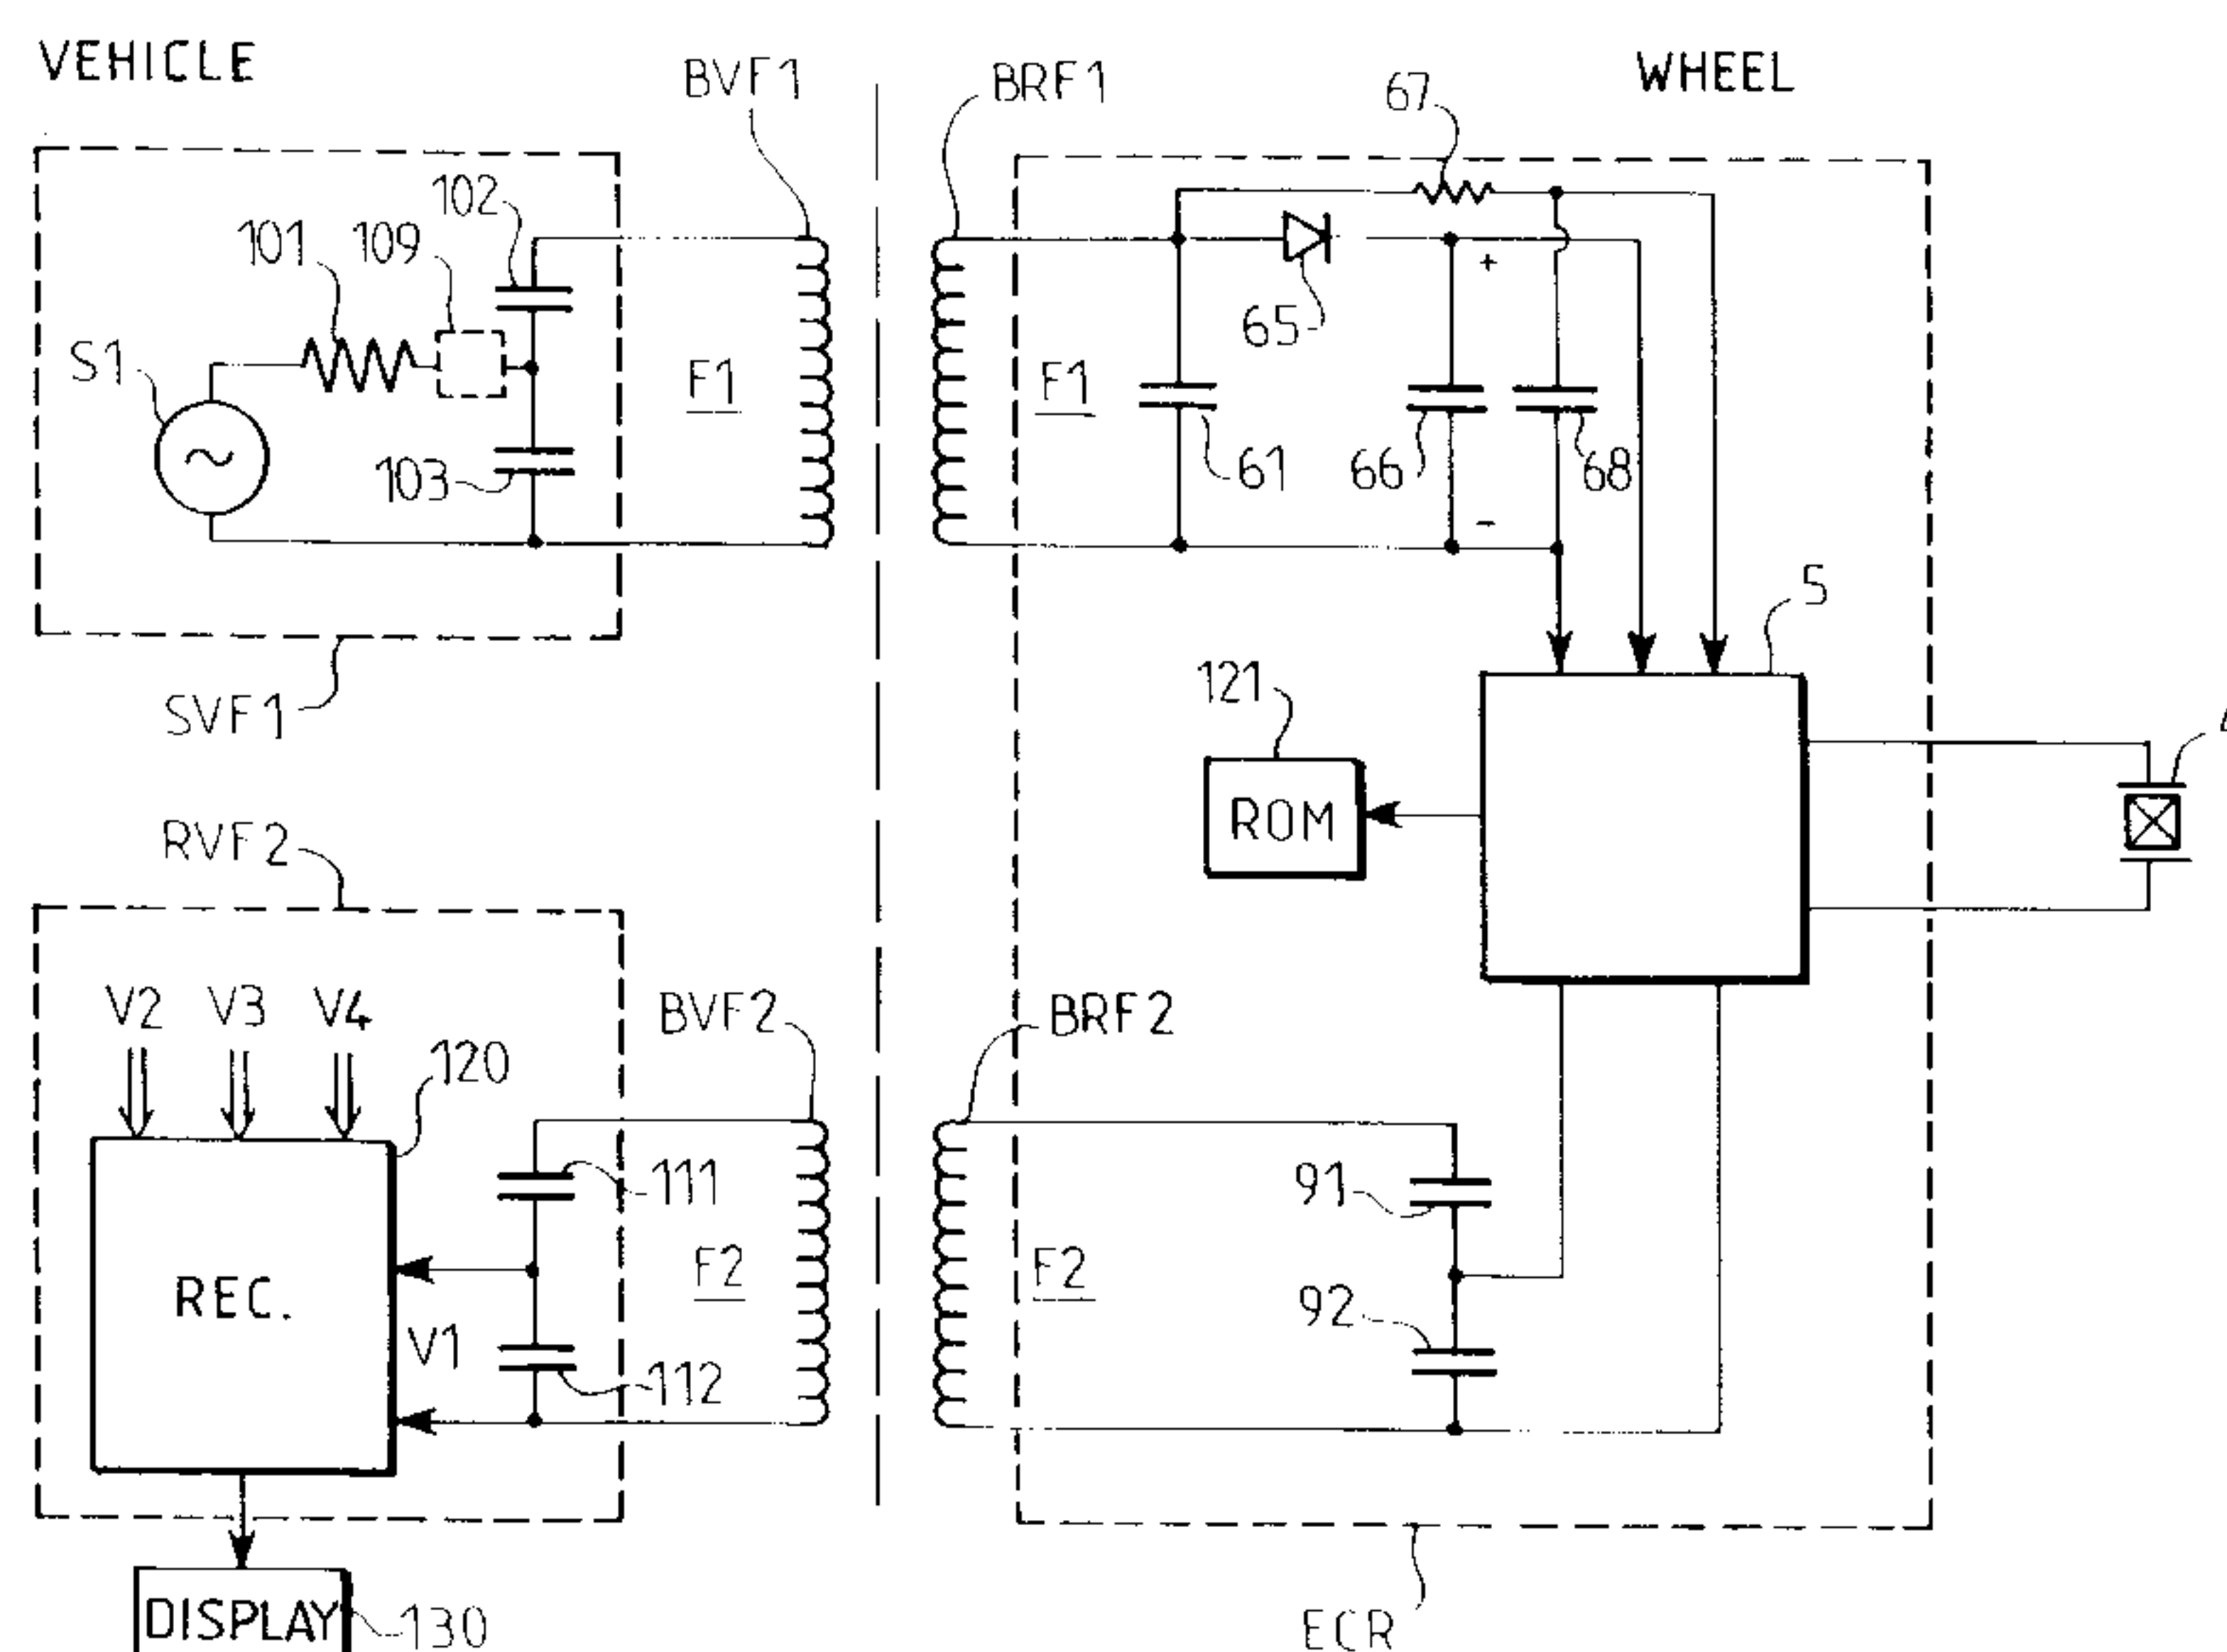 VEHICLE
BVF1
BRF1
WHEEL
67
102
101
109
S1
F1
F1
65
103
61
66
68
+
-
5
SVF1
121
ROM
4
RVF2
V2
V3
V4
120
BVF2
BRF2
111
91
REC.
F2
F2
92
V1
112
DISPLAY
130
ECR